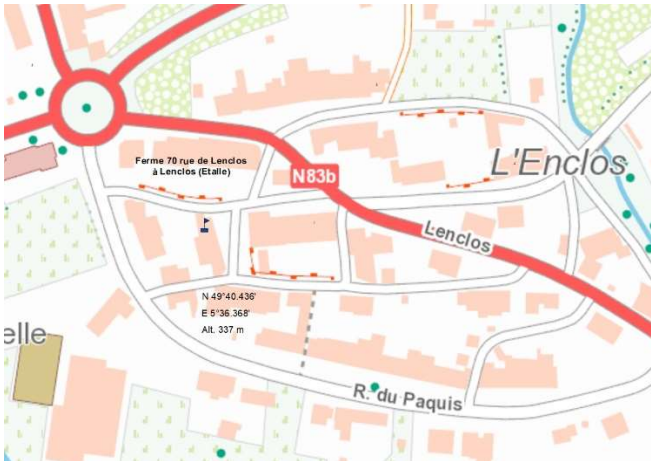 Ferme 70 rue de Lenclos
à Lenclos (Etalle)
N83b
L'Enclos
Lenclos
N 49°40.436'
E 5°36.368'
Alt. 337 m
elle
R. du Paquis